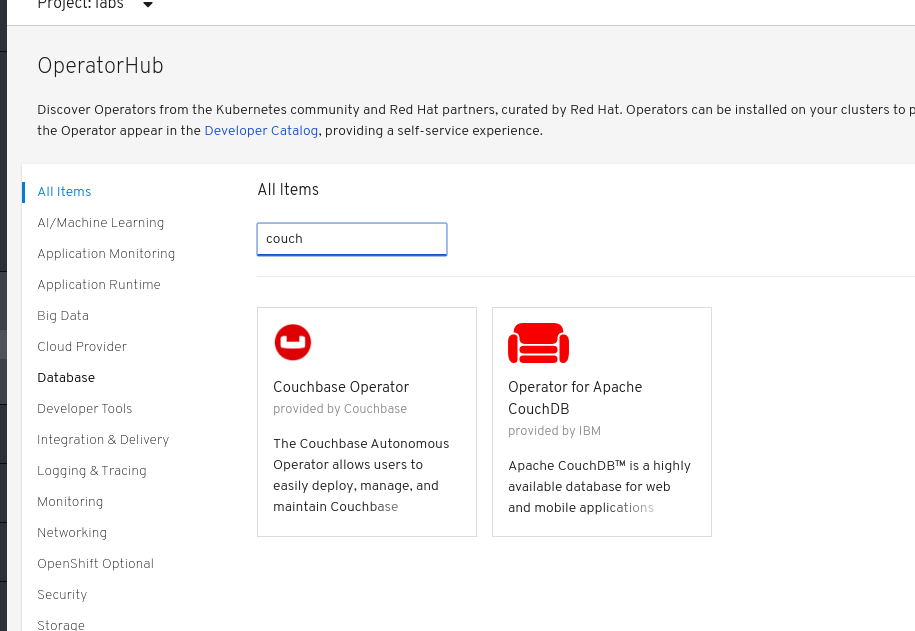 Project: labs
OperatorHub
Discover Operators from the Kubernetes community and Red Hat partners, curated by Red Hat. Operators can be installed on your clusters to
the Operator appear in the Developer Catalog, providing a self-service experience.
All Items
AI/Machine Learning
Application Monitoring
Application Runtime
Big Data
Cloud Provider
Database
Developer Tools
Integration & Delivery
Logging & Tracing
Monitoring
Networking
OpenShift Optional
Security
Storage
All Items
couch
Couchbase Operator
provided by Couchbase
The Couchbase Autonomous
Operator allows users to
easily deploy, manage, and
maintain Couchbase
Operator for Apache
CouchDB
provided by IBM
Apache CouchDB™ is a highly
available database for web
and mobile applications